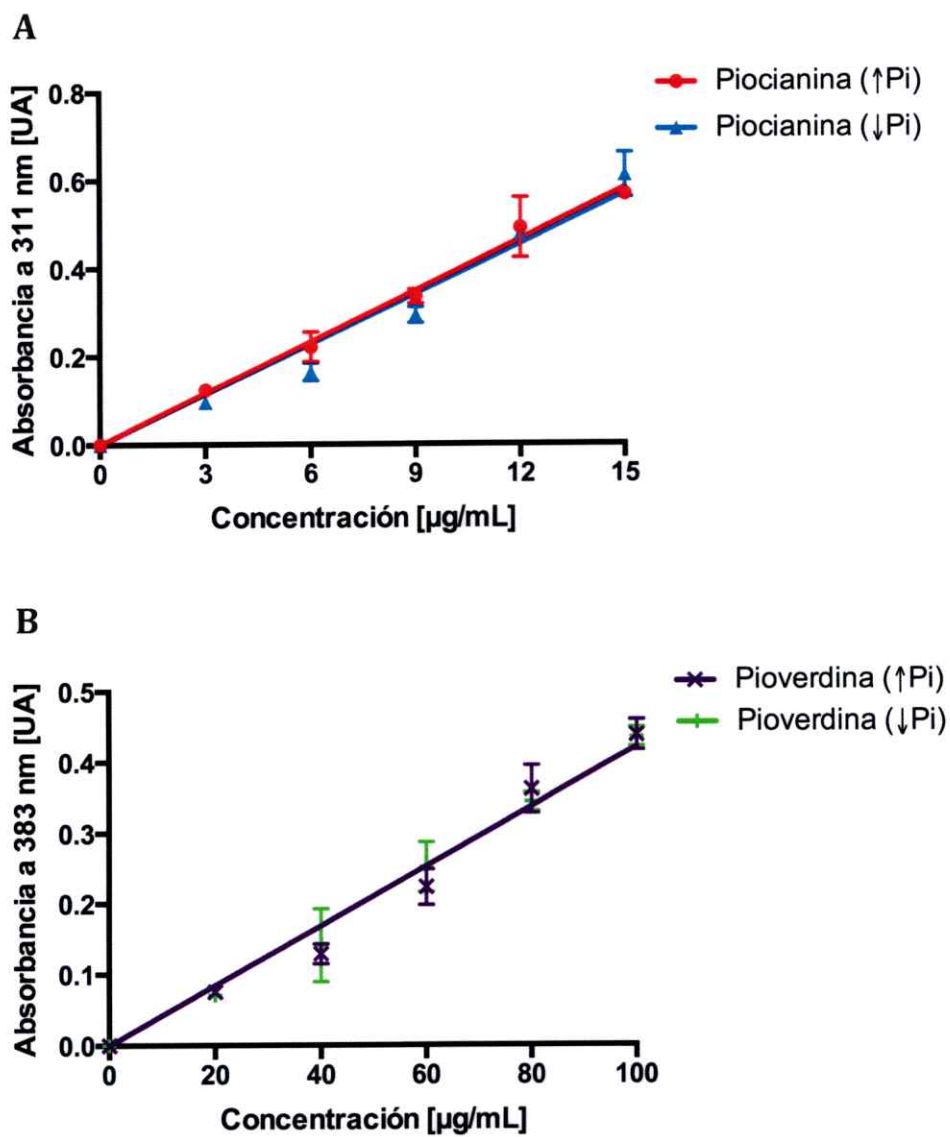 A
Piocianina (↑Pi)
Piocianina (↓Pi)
Absorbancia a 311 nm [UA]
0.8
0.6
0.4
0.2
0.0
0 3 6 9 12 15
Concentración [µg/mL]
B
Pioverdina (↑Pi)
Pioverdina (↓Pi)
Absorbancia a 383 nm [UA]
0.5
0.4
0.3
0.2
0.1
0.0
0 20 40 60 80 100
Concentración [µg/mL]